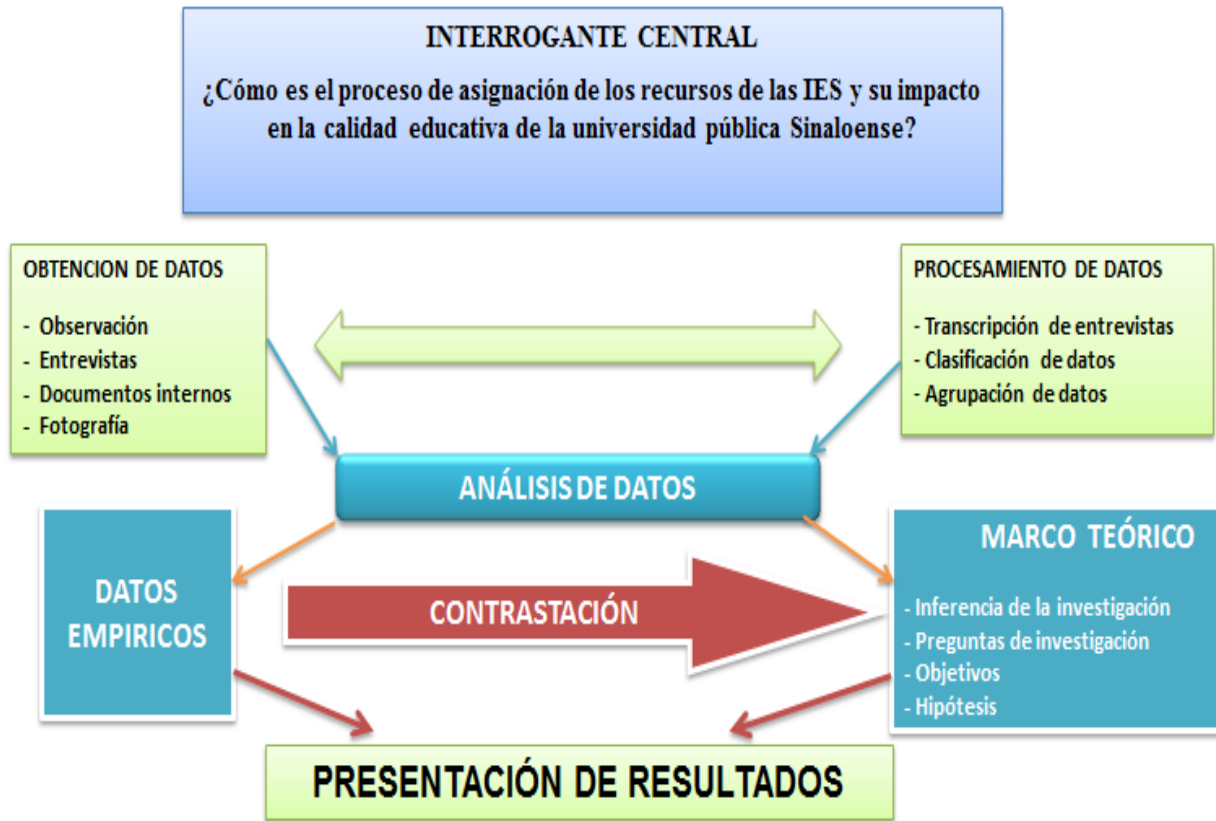 INTERROGANTE CENTRAL
¿Cómo es el proceso de asignación de los recursos de las IES y su impacto
en la calidad educativa de la universidad pública Sinaloense?
OBTENCION DE DATOS
- Observación
- Entrevistas
- Documentos internos
- Fotografía
PROCESAMIENTO DE DATOS
- Transcripción de entrevistas
- Clasificación de datos
- Agrupación de datos
ANÁLISIS DE DATOS
DATOS
EMPIRICOS
CONTRASTACIÓN
MARCO TEÓRICO
- Inferencia de la investigación
- Preguntas de investigación
- Objetivos
- Hipótesis
PRESENTACIÓN DE RESULTADOS